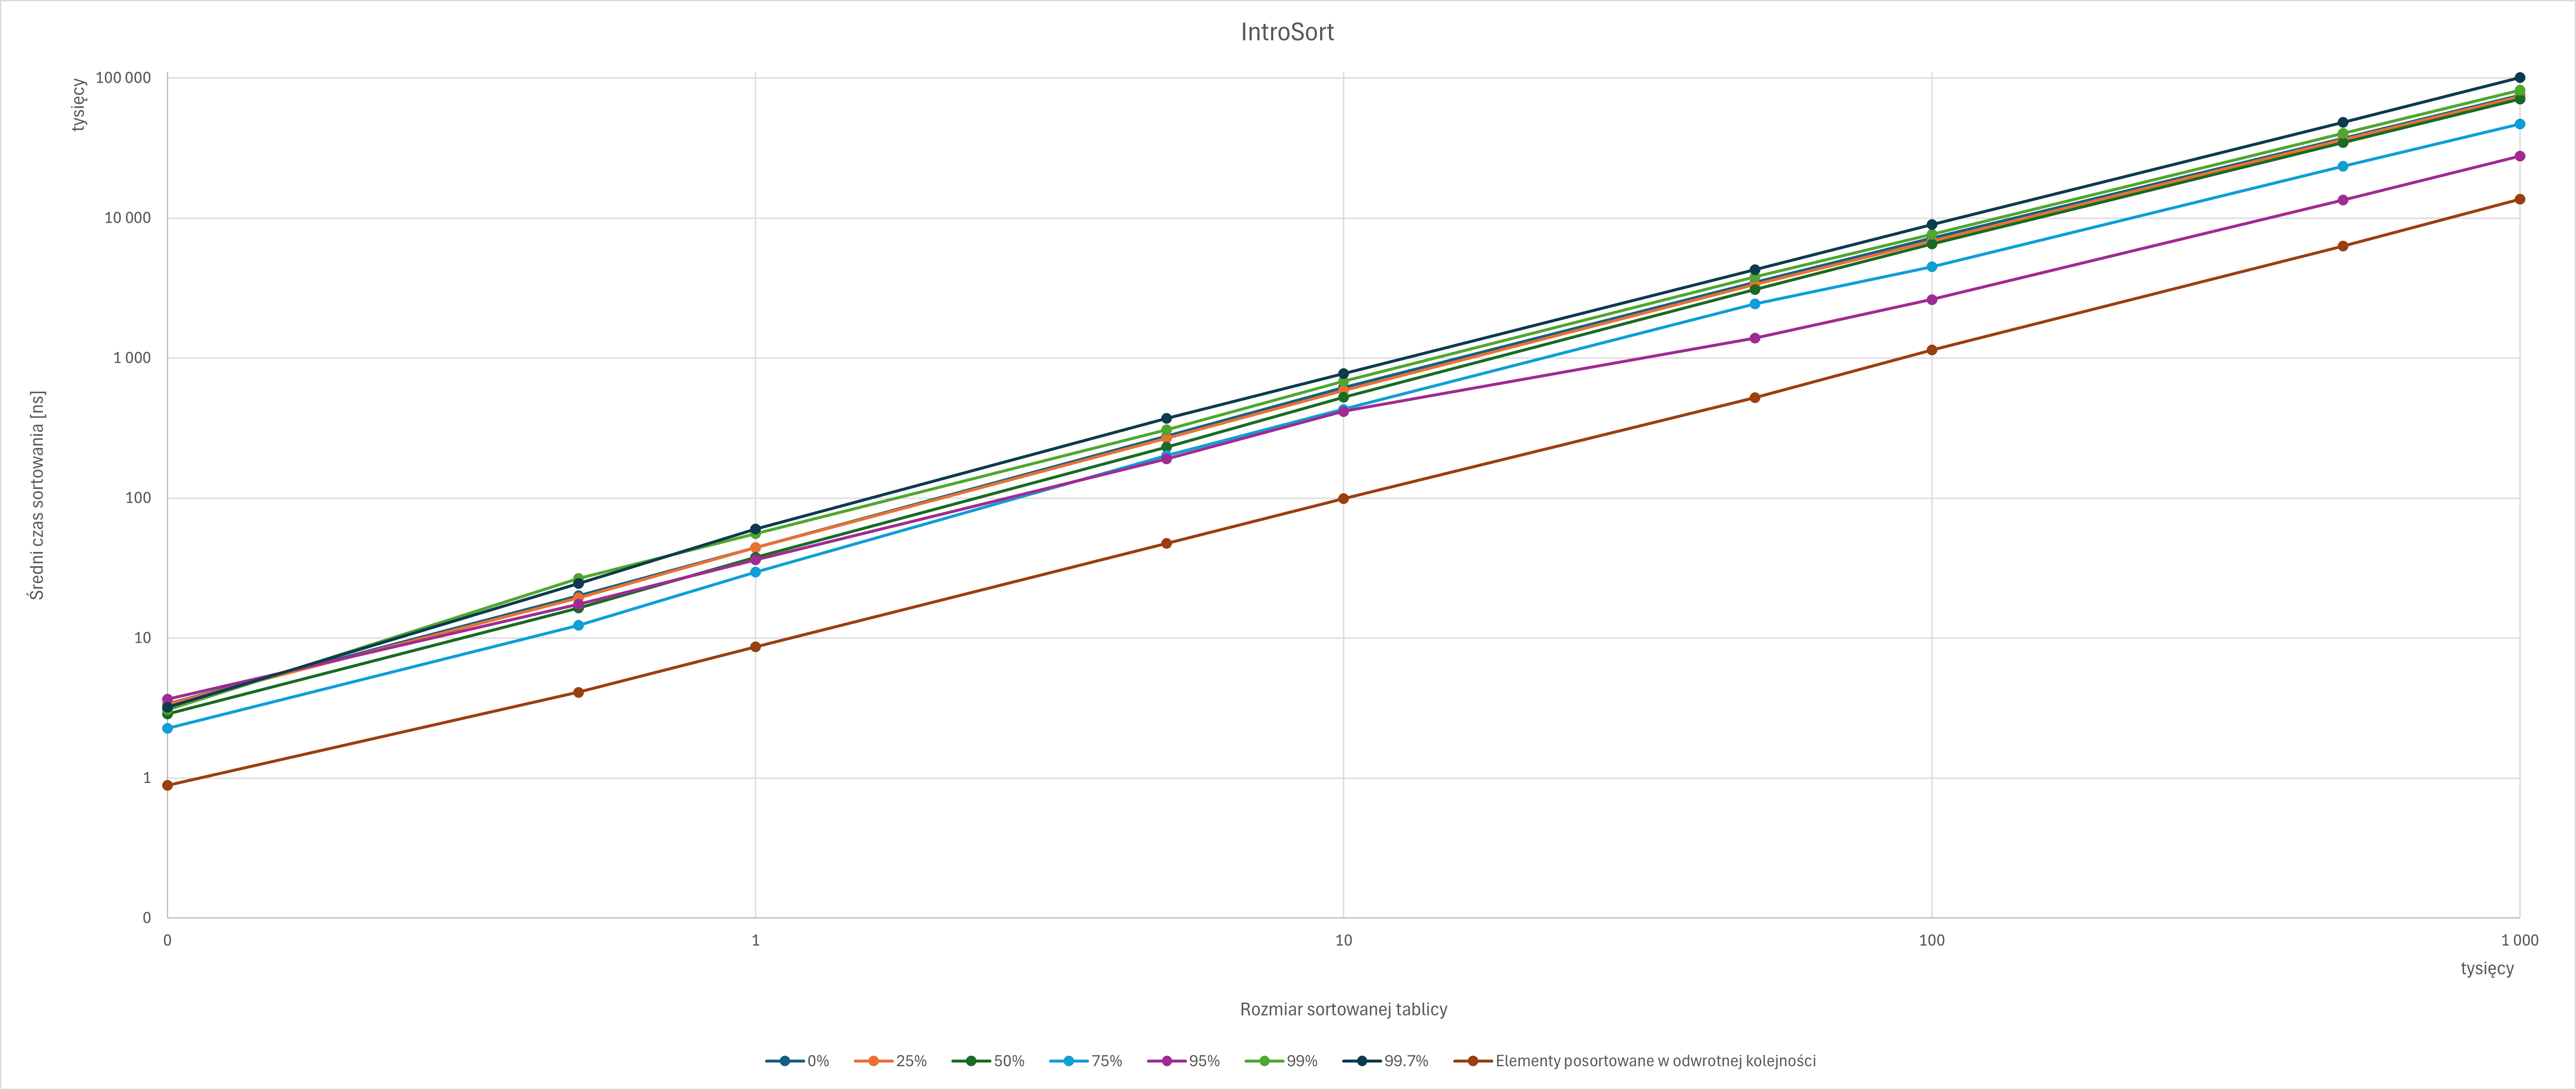 IntroSort
tysięcy
100 000
10 000
1 000
100
10
1
0
Średni czas sortowania [ns]
0 1 10 100 1 000
tysięcy
Rozmiar sortowanej tablicy
0% 25% 50% 75% 95% 99% 99.7% Elementy posortowane w odwrotnej kolejności